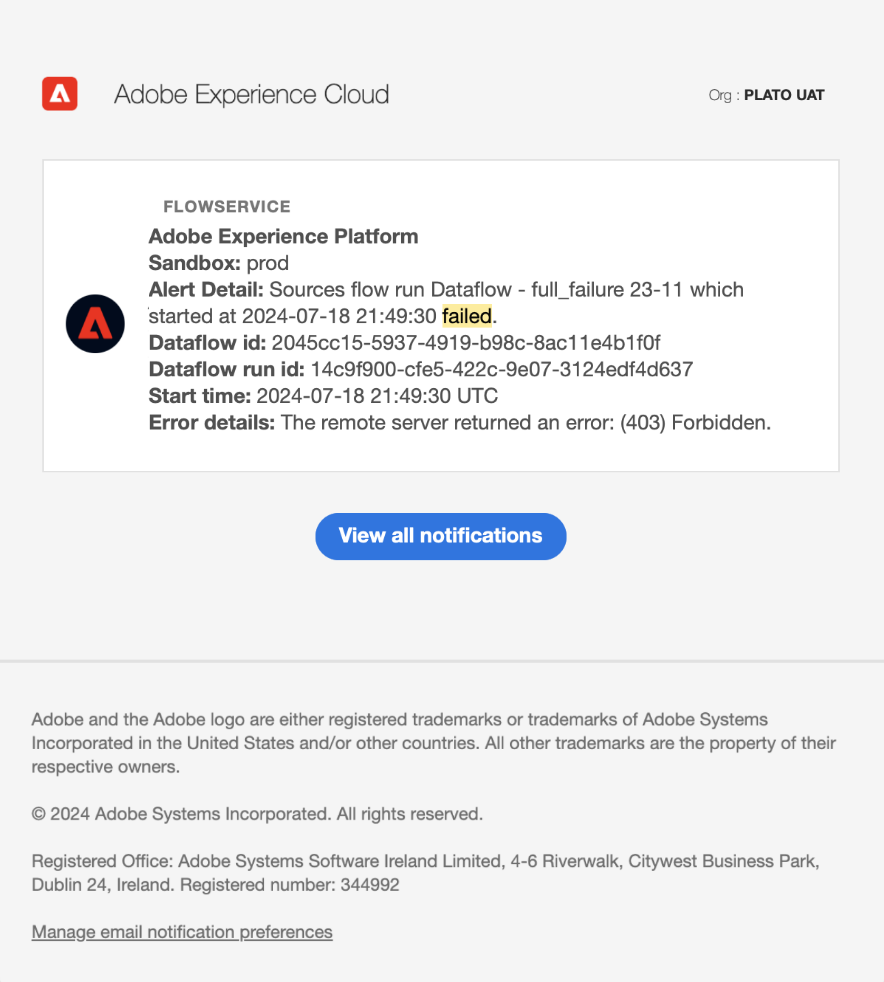 Adobe Experience Cloud
Org : PLATO UAT
FLOWSERVICE
Adobe Experience Platform
Sandbox: prod
Alert Detail: Sources flow run Dataflow - full_failure 23-11 which
started at 2024-07-18 21:49:30 failed.
Dataflow id: 2045cc15-5937-4919-b98c-8ac11e4b1f0f
Dataflow run id: 14c9f900-cfe5-422c-9e07-3124edf4d637
Start time: 2024-07-18 21:49:30 UTC
Error details: The remote server returned an error: (403) Forbidden.
View all notifications
Adobe and the Adobe logo are either registered trademarks or trademarks of Adobe Systems
Incorporated in the United States and/or other countries. All other trademarks are the property of their
respective owners.
© 2024 Adobe Systems Incorporated. All rights reserved.
Registered Office: Adobe Systems Software Ireland Limited, 4-6 Riverwalk, Citywest Business Park,
Dublin 24, Ireland. Registered number: 344992
Manage email notification preferences